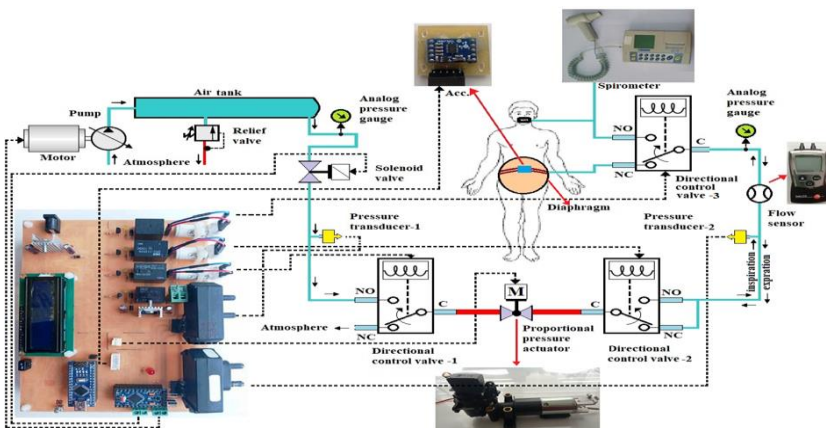 Air tank
Pump
Motor
Atmosphere
Relief
valve
Analog
pressure
gauge
Solenoid
valve
Acc.
Spirometer
NO
NC
C
Directional
control valve
-3
Analog
pressure
gauge
Flow
sensor
Diaphragm
Pressure
transducer-1
Pressure
transducer-2
inspiration
expration
NO
C
NC
Atmosphere
Directional
control valve -1
M
Proportional
pressure
actuator
C
NO
NC
Directional
control valve -2